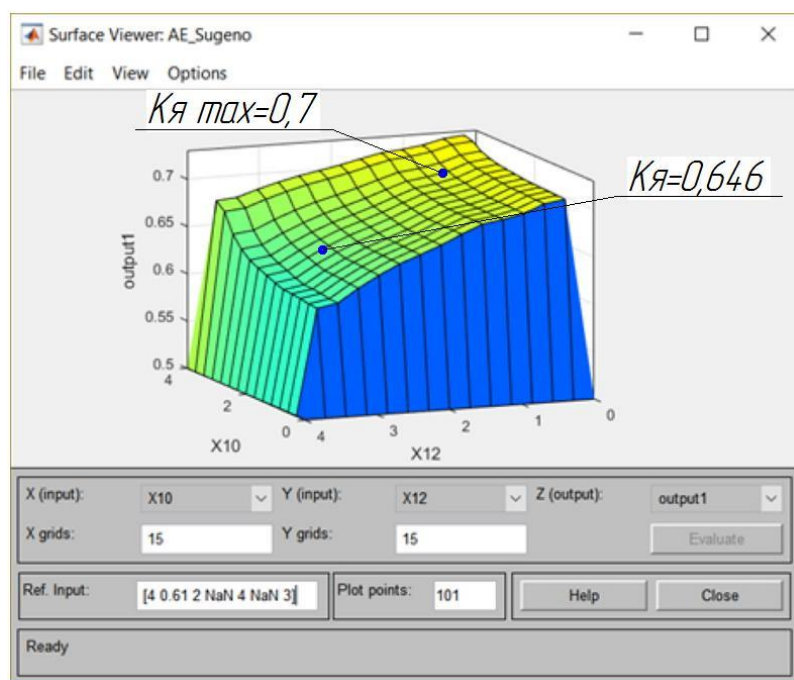 Surface Viewer: AE_Sugeno
File Edit View Options
Kя max=0,7
Kя=0,646
0.7
0.65
0.6
0.55
0.5
output1
4
2
0
X10
4
3
2
1
0
X12
X (input): X10 Y (input): X12 Z (output): output1
X grids: 15 Y grids: 15 Evaluate
Ref. Input: [4 0.61 2 NaN 4 NaN 3] Plot points: 101 Help Close
Ready